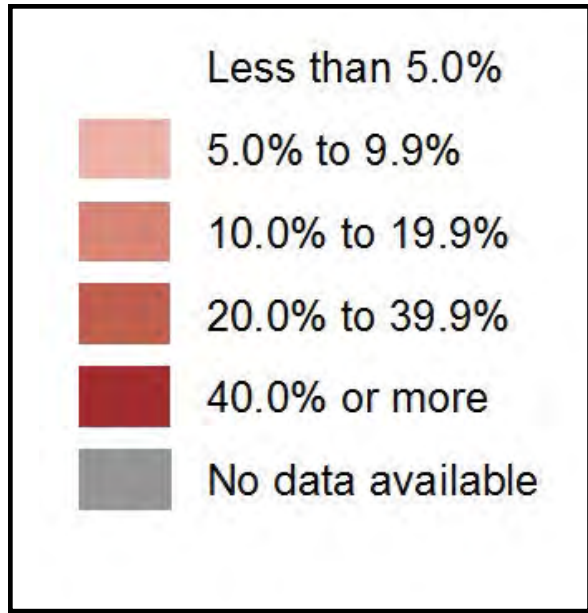 Less than 5.0%
5.0% to 9.9%
10.0% to 19.9%
20.0% to 39.9%
40.0% or more
No data available